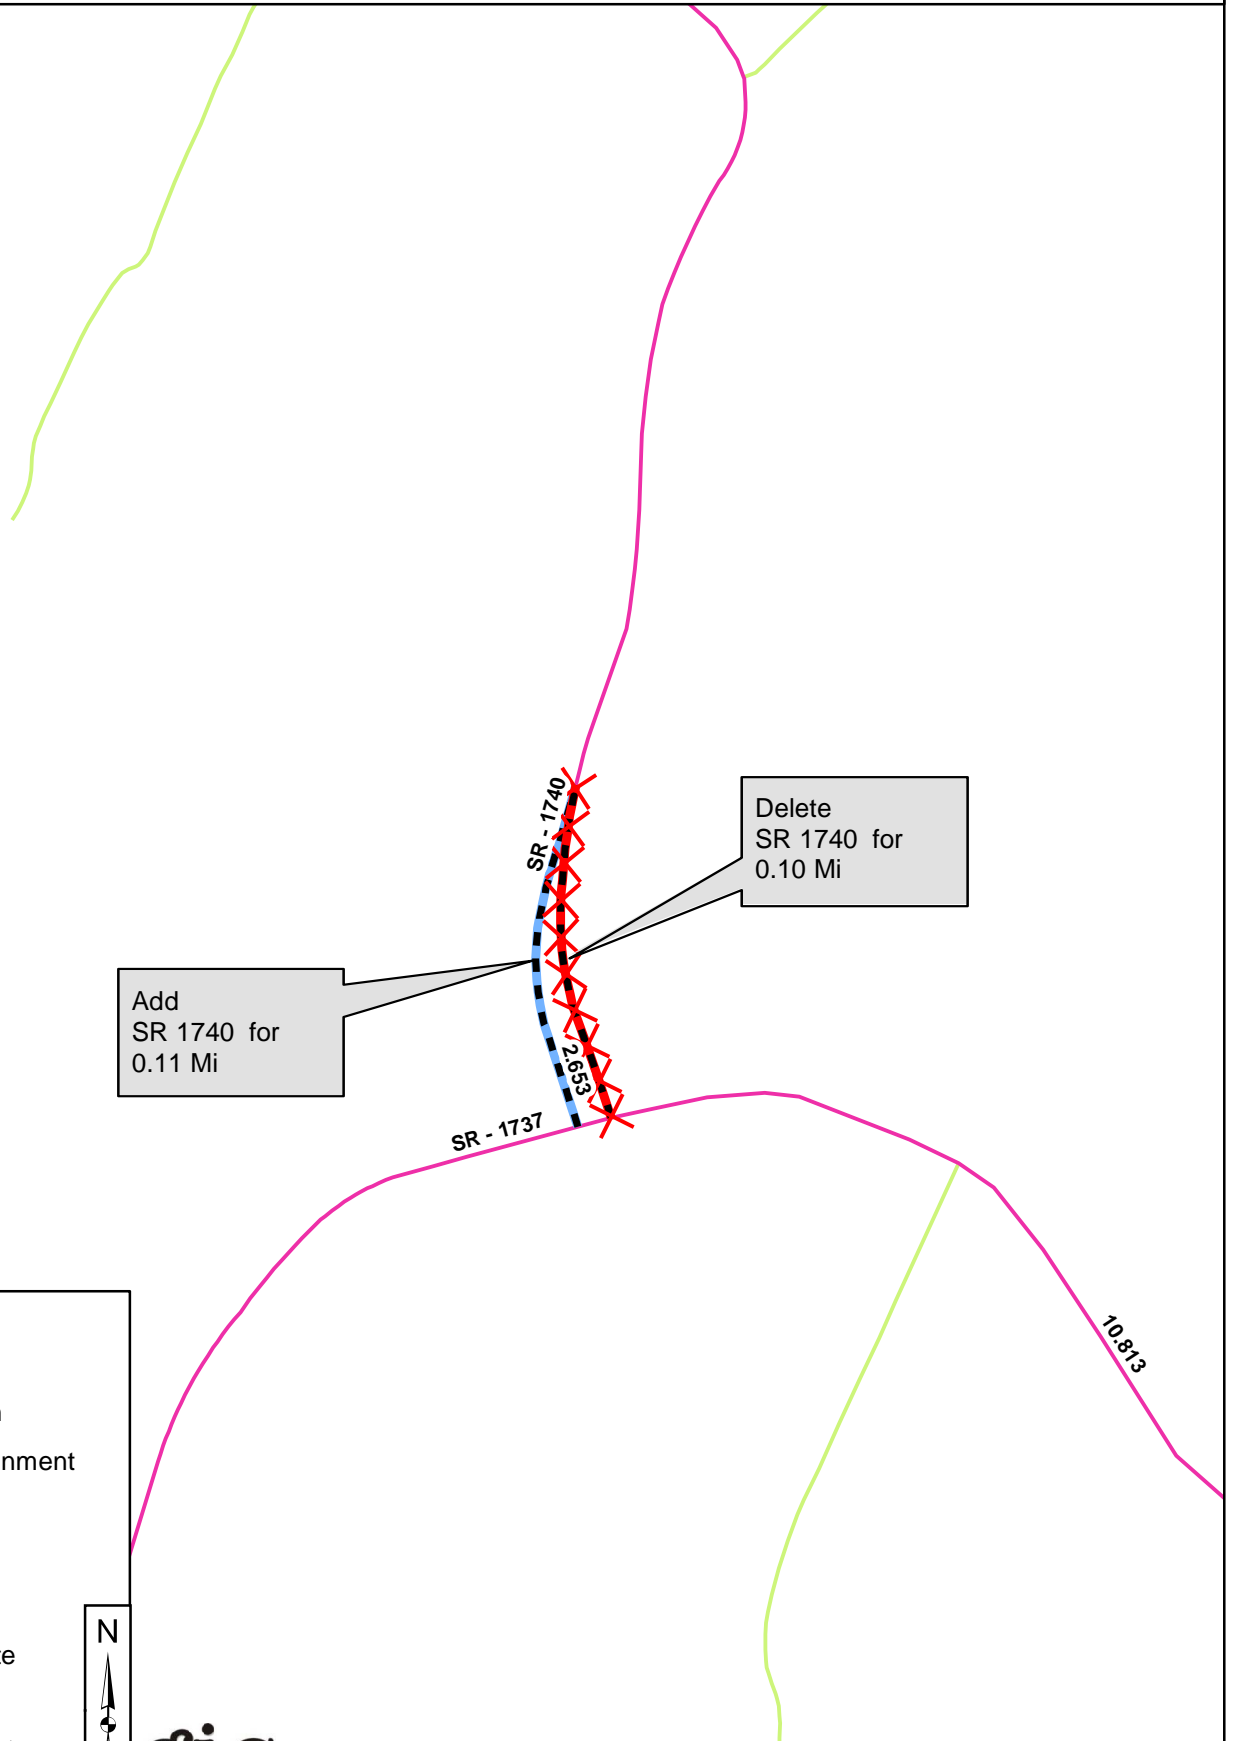 SR - 1740
Delete
SR 1740 for
0.10 Mi
Add
SR 1740 for
0.11 Mi
2.653
SR - 1737
10.813
nment
N